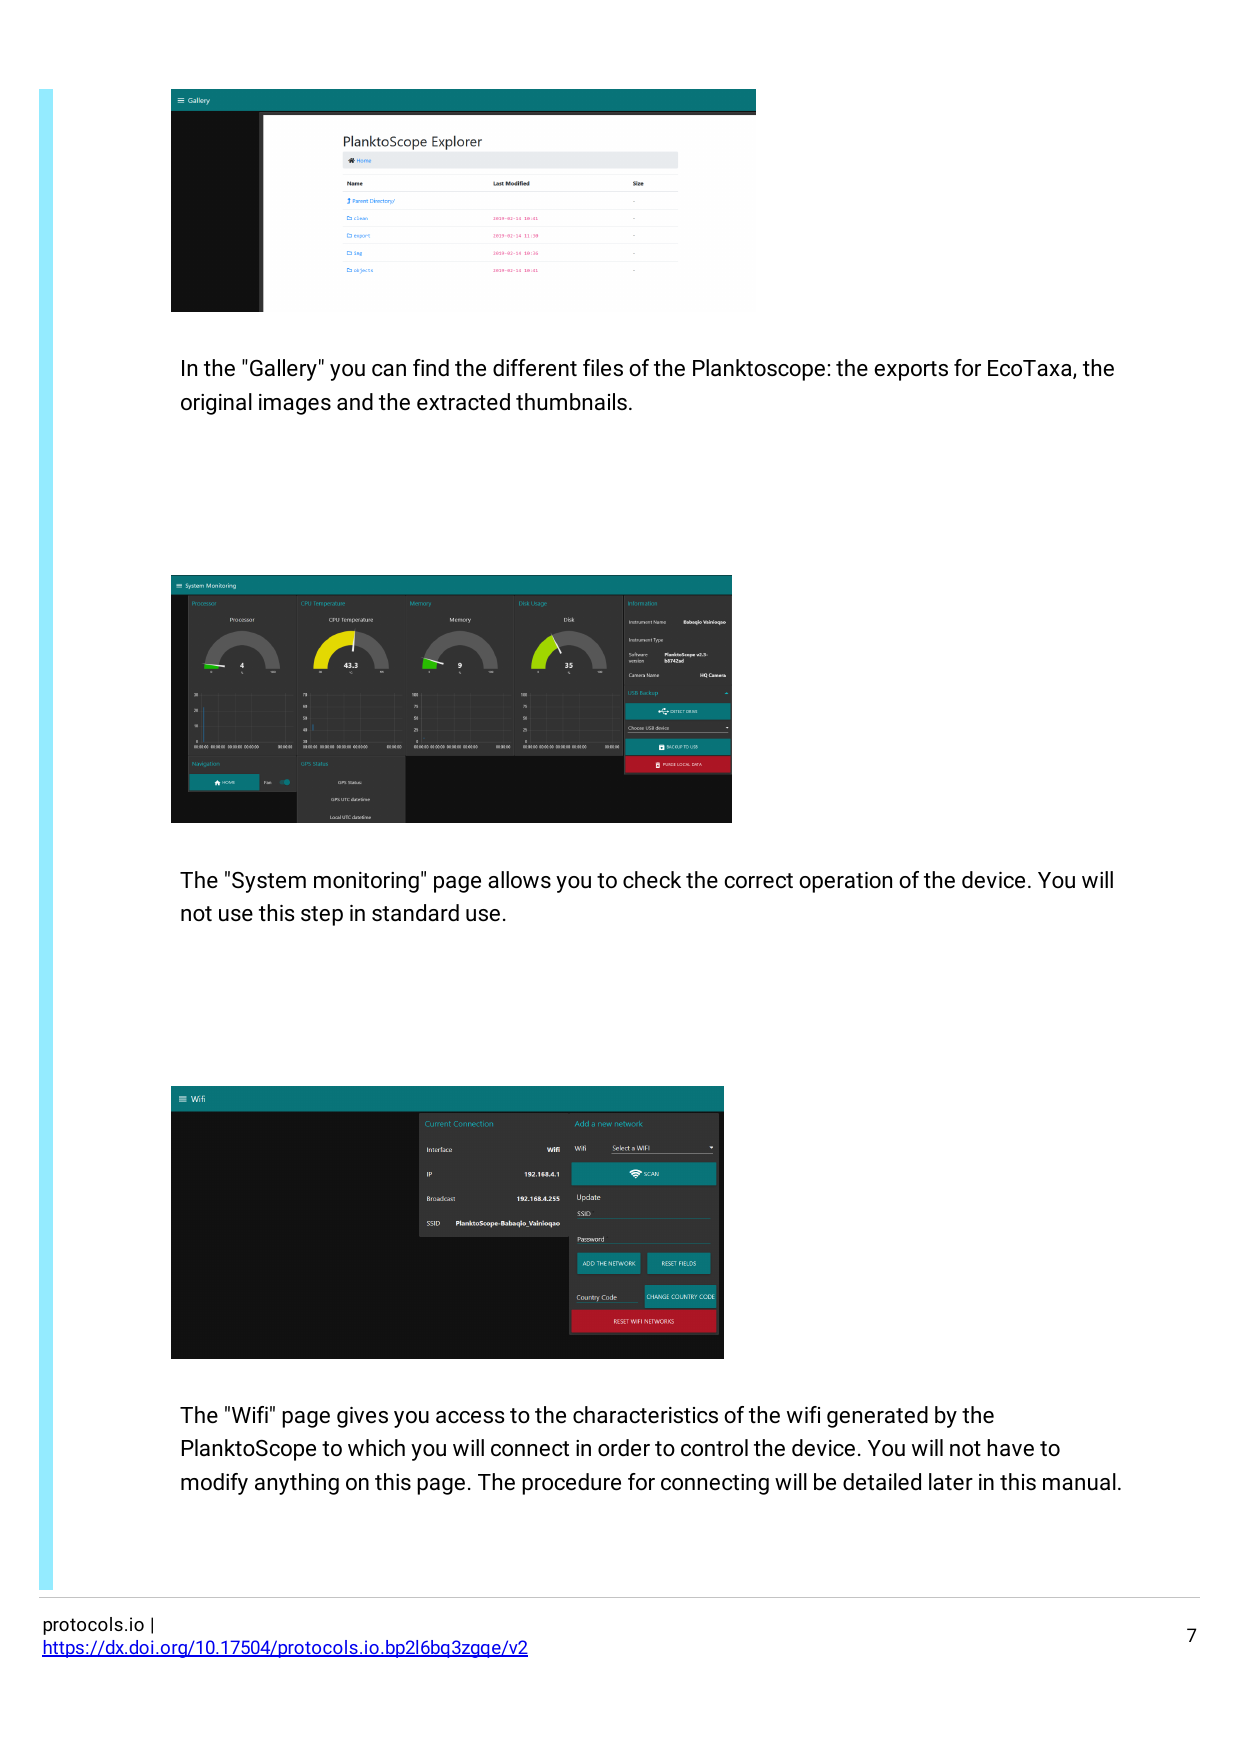 Gallery
PlanktoScope Explorer
Home
Name Last Modified Size
Parent Directory/ -
clean 2019-02-14 10:41 -
export 2019-02-14 11:30 -
img 2019-02-14 10:36 -
objects 2019-02-14 10:41 -
In the "Gallery" you can find the different files of the Planktoscope: the exports for EcoTaxa, the
original images and the extracted thumbnails.
System Monitoring
Processor CPU Temperature Memory Disk Usage Information
Processor CPU Temperature Memory Disk
Instrument Name Babaqio Vainioqao
Instrument Type
4 43.3 9 35
Software version PlanktoScope v2.3-
Camera Name HQ Camera
USB Backup
DETECT DRIVE
Choose USB device
BACKUP TO USB
PURGE LOCAL DATA
Navigation GPS Status
HOME Fan GPS Status
GPS UTC datetime
Local UTC datetime
The "System monitoring" page allows you to check the correct operation of the device. You will
not use this step in standard use.
Wifi
Current Connection Add a new network
Interface Wifi Wifi Select a WIFI
IP 192.168.4.1 SCAN
Broadcast 192.168.4.255 Update
SSID PlanktoScope-Babaqio_Vainioqao SSID
Password
ADD THE NETWORK RESET FIELDS
Country Code CHANGE COUNTRY CODE
RESET WIFI NETWORKS
The "Wifi" page gives you access to the characteristics of the wifi generated by the
PlanktoScope to which you will connect in order to control the device. You will not have to
modify anything on this page. The procedure for connecting will be detailed later in this manual.
protocols.io |
https://dx.doi.org/10.17504/protocols.io.bp2l6bq3zgqe/v2
7